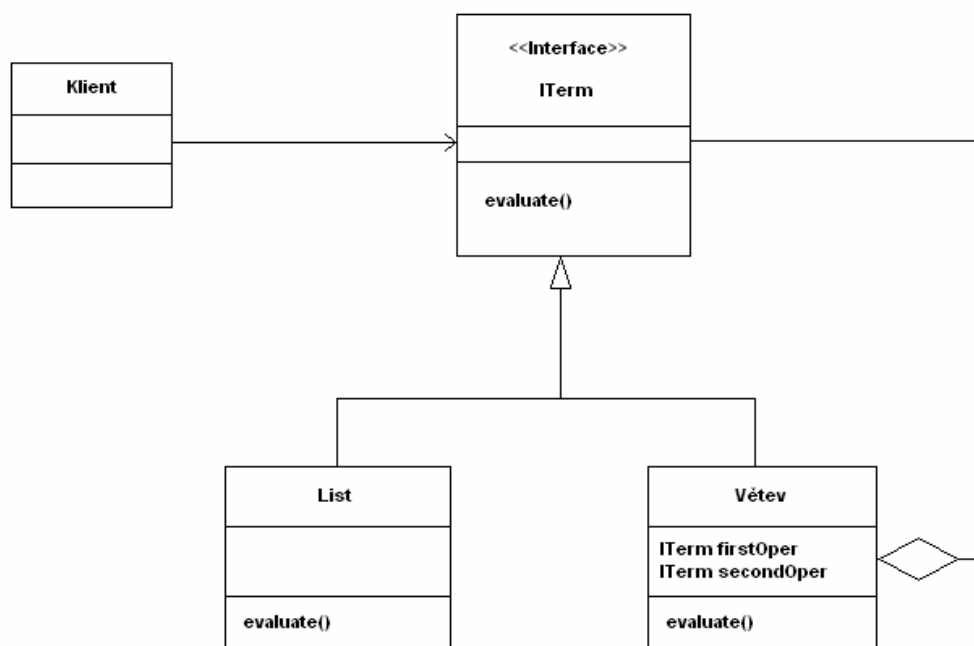 Klient
<<Interface>>
ITerm
evaluate()
List
evaluate()
Větev
ITerm firstOper
ITerm secondOper
evaluate()